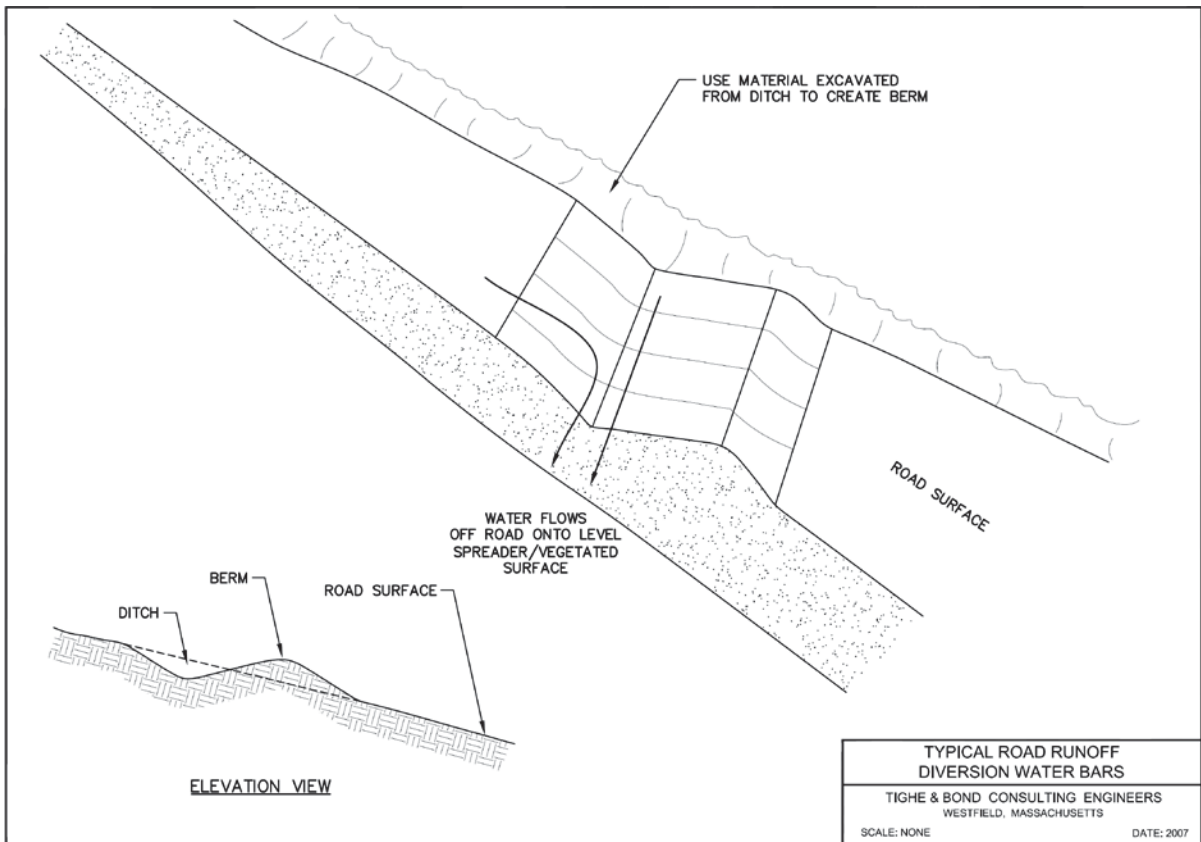 USE MATERIAL EXCAVATED
FROM DITCH TO CREATE BERM
ROAD SURFACE
WATER FLOWS
OFF ROAD ONTO LEVEL
SPREADER/VEGETATED
SURFACE
BERM
ROAD SURFACE
DITCH
ELEVATION VIEW
TYPICAL ROAD RUNOFF
DIVERSION WATER BARS
TIGHE & BOND CONSULTING ENGINEERS
WESTFIELD, MASSACHUSETTS
SCALE: NONE DATE: 2007